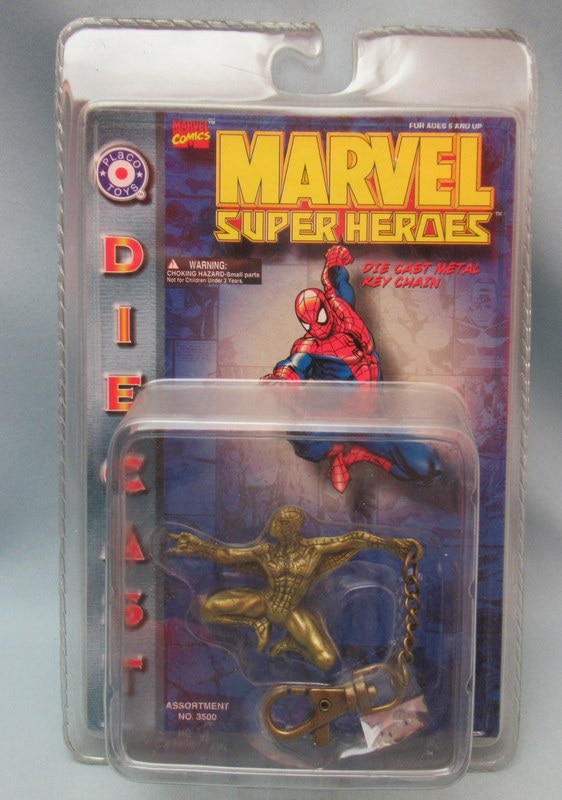 MARVEL
COMICS
FOR AGES 5 AND UP
PLACO
TOYS
MARVEL
SUPER HEROES
WARNING:
CHOKING HAZARD-Small parts
Not for Children Under 3 Years.
DIE CAST METAL
KEY CHAIN
DIE CAST
ASSORTMENT
NO. 3500